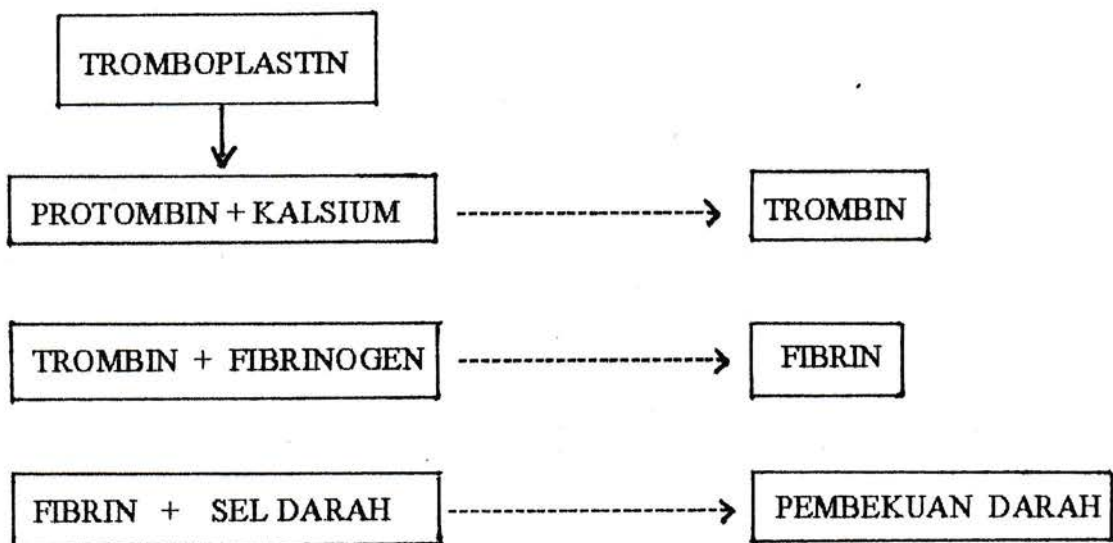 TROMBOPLASTIN
PROTOMBIN + KALSIUM
TROMBIN
TROMBIN + FIBRINOGEN
FIBRIN
FIBRIN + SEL DARAH
PEMBEKUAN DARAH